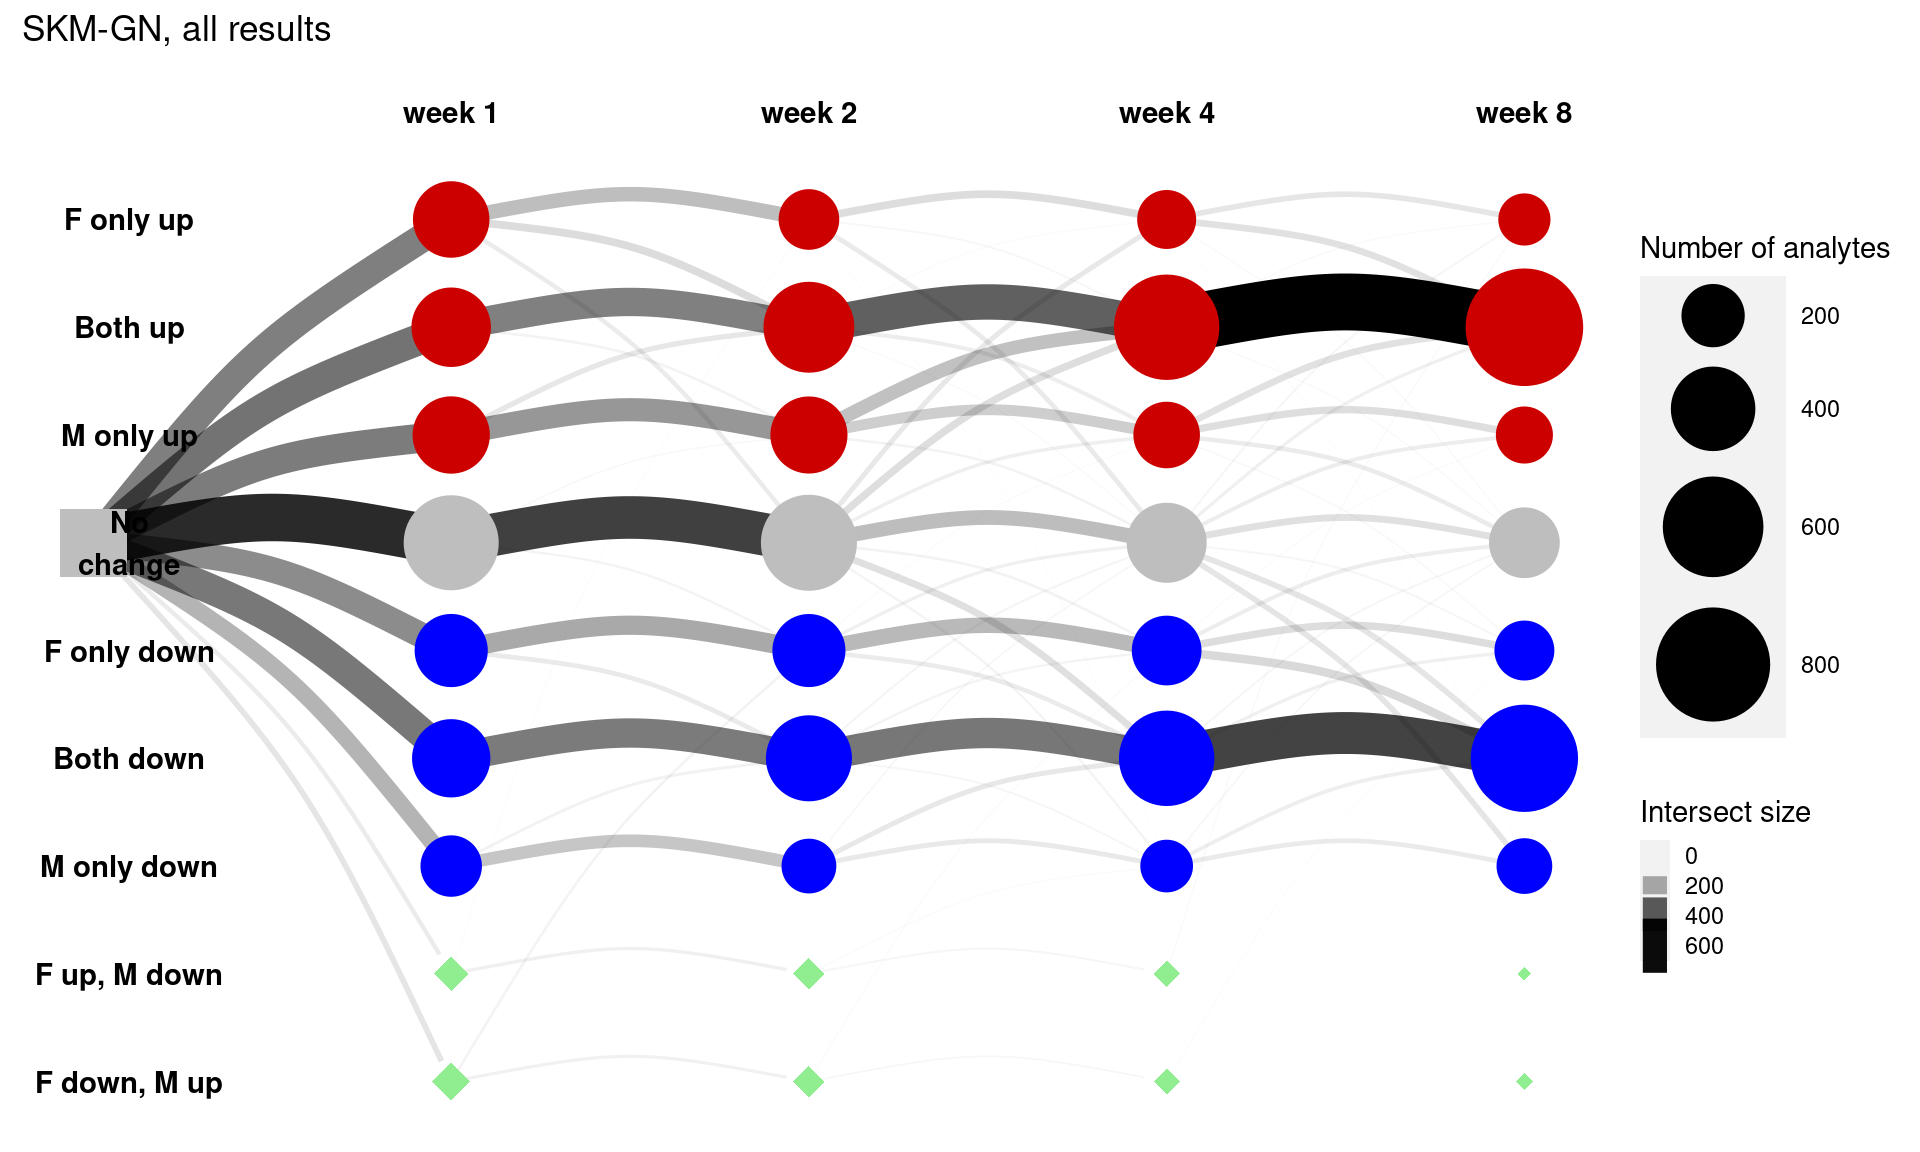 SKM-GN, all results
week 1
week 2
week 4
week 8
F only up
Both up
M only up
No
change
F only down
Both down
M only down
F up, M down
F down, M up
Number of analytes
200
400
600
800
Intersect size
0
200
400
600